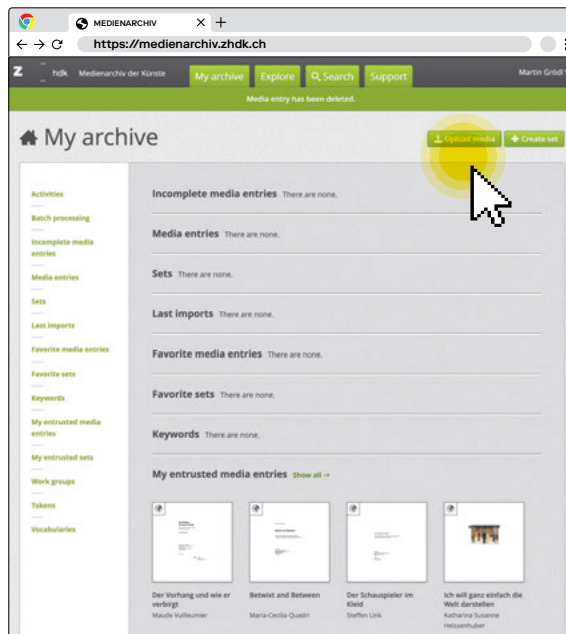 MEDIENARCHIV
https://medienarchiv.zhdk.ch
Z hdk Medienarchiv der Künste My archive Explore Search Support Martin Grödl
Media entry has been deleted.
My archive
Upload media
Create set
Activities
Batch processing
Incomplete media
entries
Media entries
Sets
Last imports
Favorite media entries
Favorite sets
Keywords
My entrusted media
entries
My entrusted sets
Work groups
Tokens
Vocabularies
Incomplete media entries There are none.
Media entries There are none.
Sets There are none.
Last imports There are none.
Favorite media entries There are none.
Favorite sets There are none.
Keywords There are none.
My entrusted media entries Show all →
Der Vorhang und wie er
verbirgt
Maude Vuilleumier
Betwixt and Between
Maria-Cecilia Quadri
Der Schauspieler im
Kleid
Steffen Link
Ich will ganz einfach die
Welt darstellen
Katharina Susanne
Heissenhuber